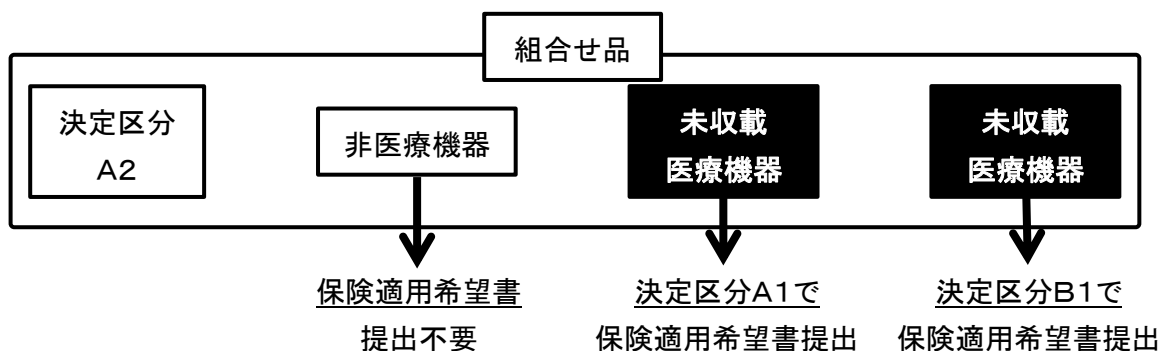 組合せ品
決定区分
A2
非医療機器
未収載
医療機器
未収載
医療機器
保険適用希望書
提出不要
決定区分A1で
保険適用希望書提出
決定区分B1で
保険適用希望書提出